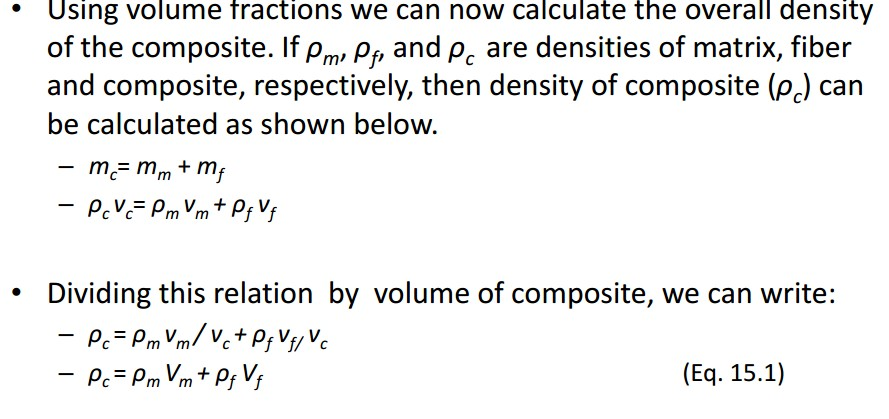 • Using volume fractions we can now calculate the overall density
of the composite. If ρm, ρf, and ρc are densities of matrix, fiber
and composite, respectively, then density of composite (ρc) can
be calculated as shown below.
– mc= mm + mf
– ρcvc= ρm vm + ρf vf
• Dividing this relation by volume of composite, we can write:
– ρc= ρm vm/ vc + ρf vf/ vc
– ρc= ρm Vm + ρf Vf (Eq. 15.1)